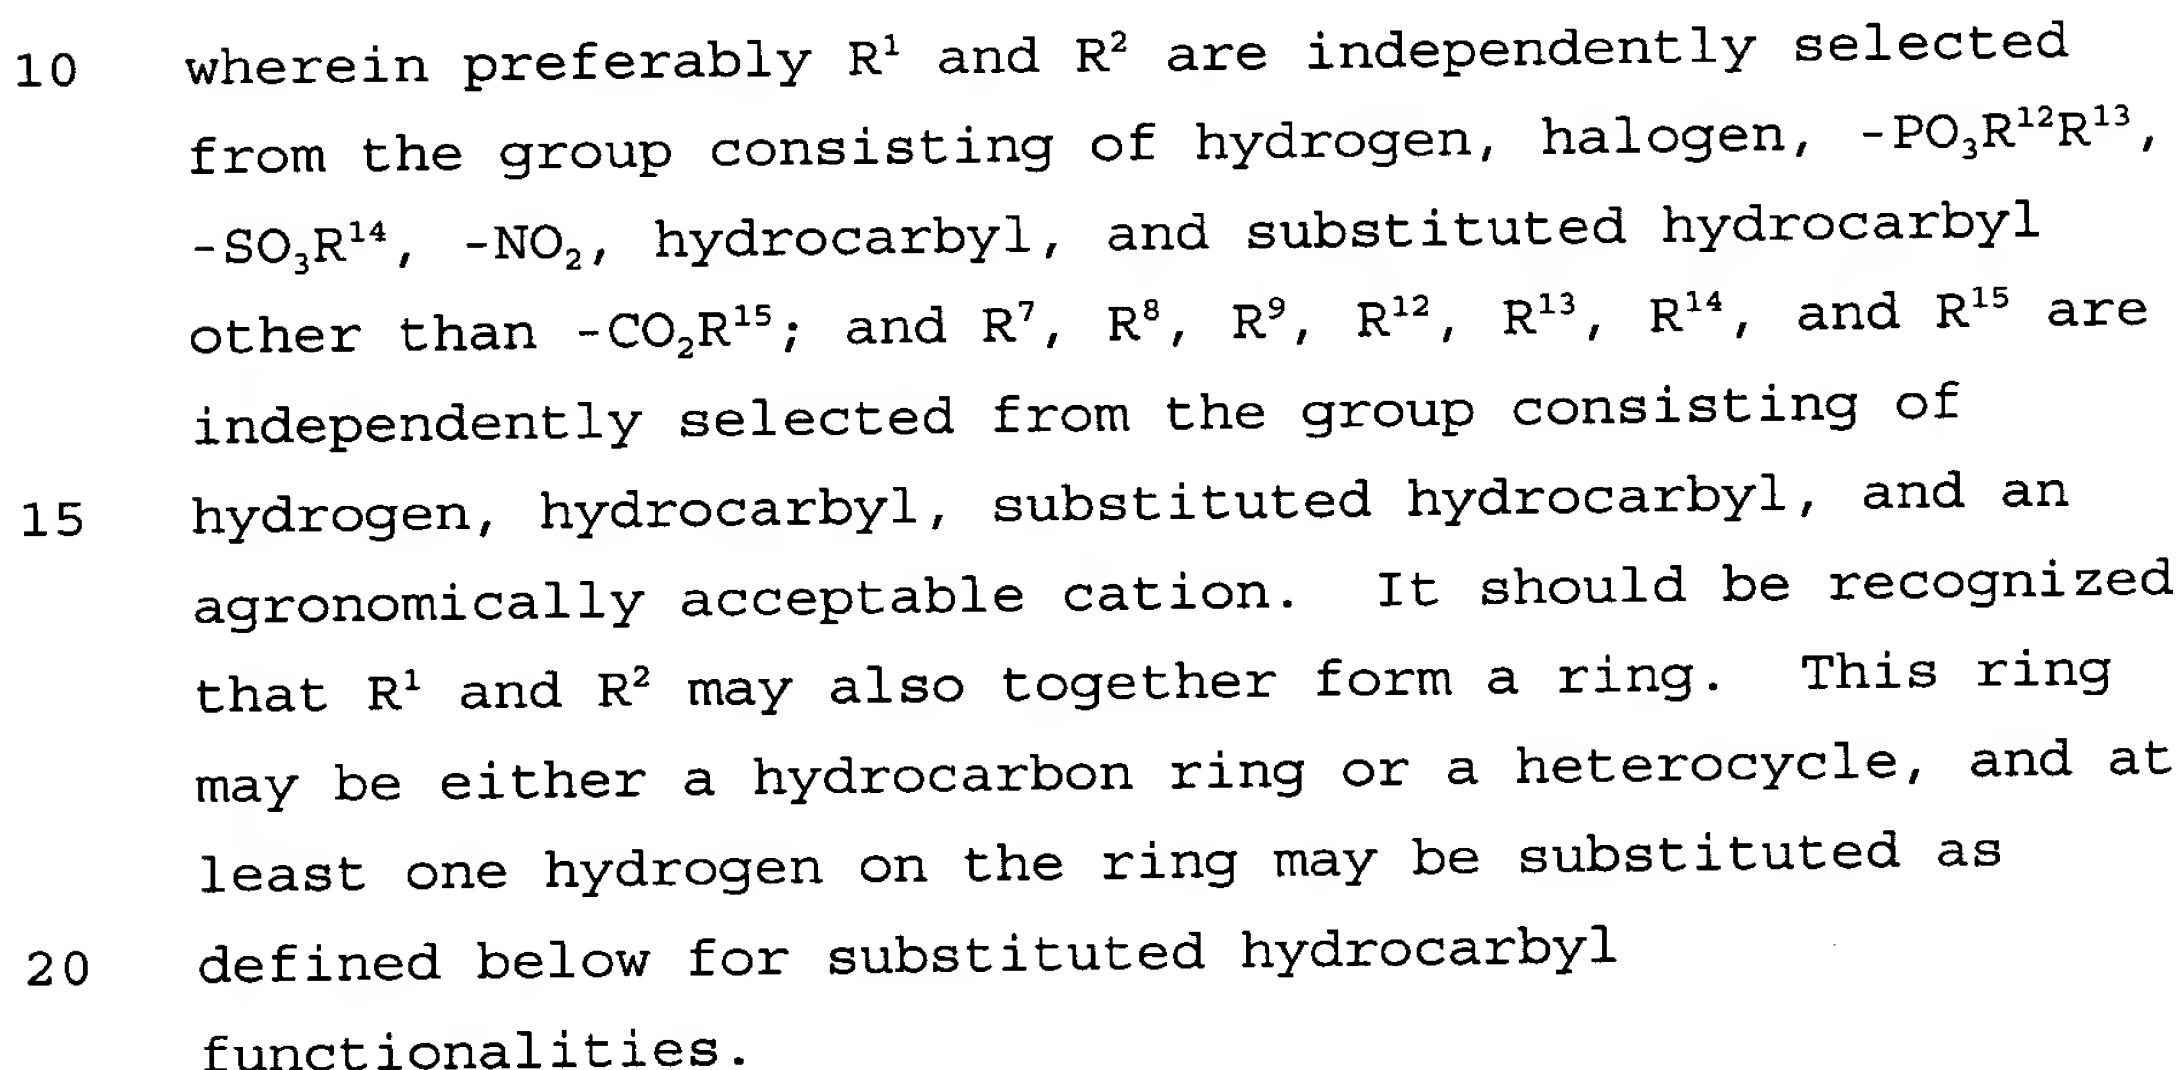 10 wherein preferably R¹ and R² are independently selected
from the group consisting of hydrogen, halogen, -PO₃R¹²R¹³,
-SO₃R¹⁴, -NO₂, hydrocarbyl, and substituted hydrocarbyl
other than -CO₂R¹⁵; and R⁷, R⁸, R⁹, R¹², R¹³, R¹⁴, and R¹⁵ are
independently selected from the group consisting of
15 hydrogen, hydrocarbyl, substituted hydrocarbyl, and an
agronomically acceptable cation. It should be recognized
that R¹ and R² may also together form a ring. This ring
may be either a hydrocarbon ring or a heterocycle, and at
least one hydrogen on the ring may be substituted as
20 defined below for substituted hydrocarbyl
functionalities.